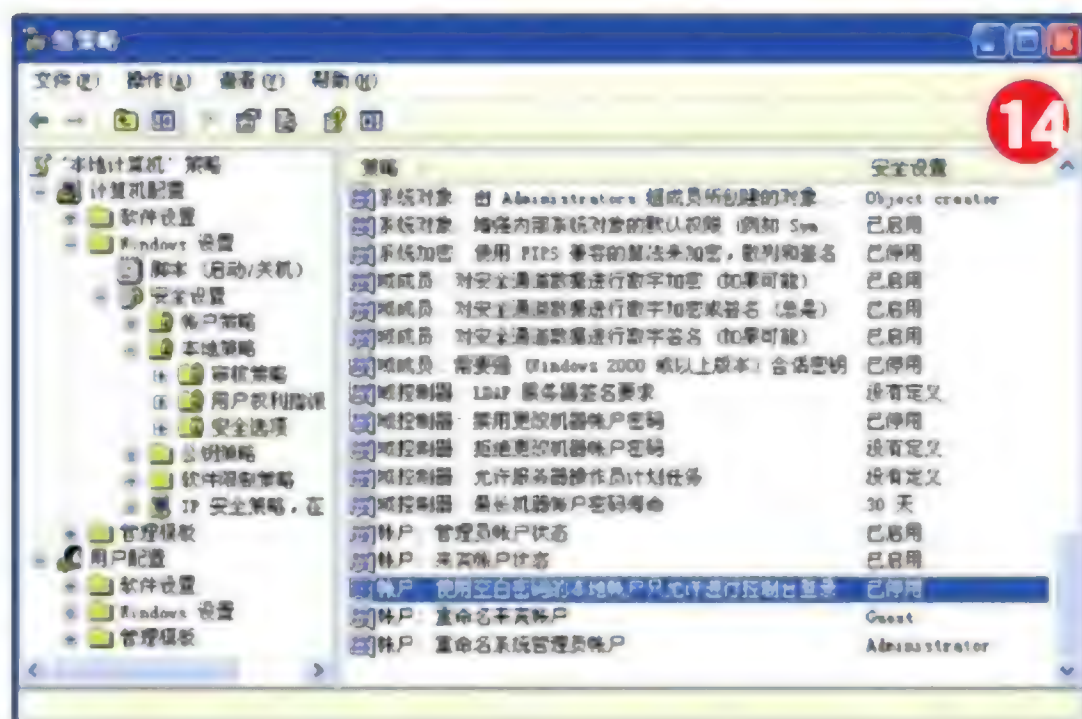 组策略
文件(F) 操作(A) 查看(V) 帮助(H)
14
“本地计算机”策略
计算机配置
软件设置
Windows 设置
脚本 (启动/关机)
安全设置
帐户策略
本地策略
审核策略
用户权利指派
安全选项
公钥策略
软件限制策略
IP 安全策略，在
管理模板
用户配置
软件设置
Windows 设置
管理模板
策略 安全设置
系统对象 由 Administrators 组成员所创建的对象 Object creator
系统对象 增强内部系统对象的默认权限 (例如 Sym 已启用
系统加密 使用 FIPS 兼容的算法来加密，散列和签名 已停用
域成员 对安全通道数据进行数字加密 (如果可能) 已启用
域成员 对安全通道数据进行数字加密或签名 (总是) 已启用
域成员 对安全通道数据进行数字签名 (如果可能) 已启用
域成员 需要强 (Windows 2000 或以上版本) 会话密钥 已停用
域控制器 LDAP 服务器签名要求 没有定义
域控制器 禁用更改机器帐户密码 已停用
域控制器 拒绝更改机器帐户密码 没有定义
域控制器 允许服务器操作员计划任务 没有定义
域控制器 最长机器帐户密码寿命 30 天
帐户 管理员帐户状态 已启用
帐户 来宾帐户状态 已启用
帐户 使用空白密码的本地帐户只允许进行控制台登录 已停用
帐户 重命名来宾帐户 Guest
帐户 重命名系统管理员帐户 Administrator